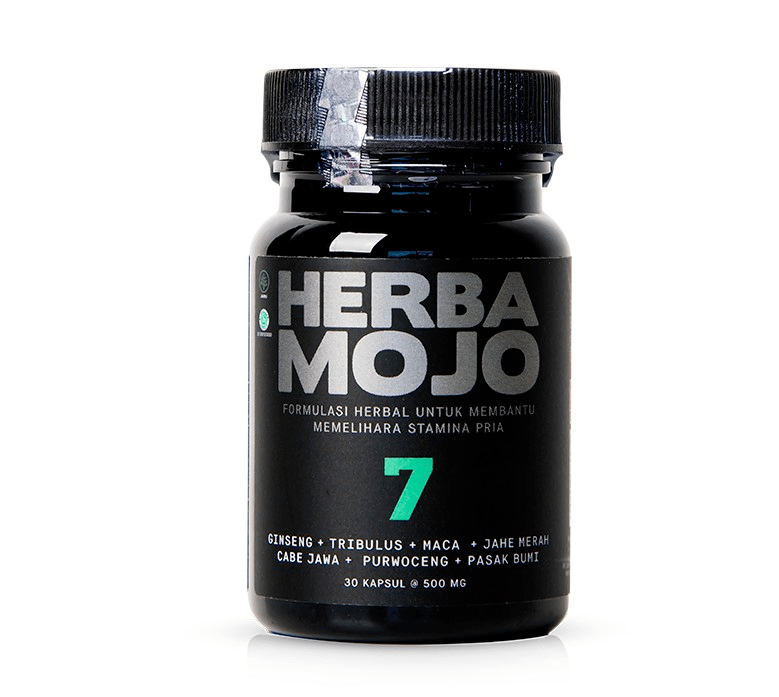 HERBA
MOJO
FORMULASI HERBAL UNTUK MEMBANTU
MEMELIHARA STAMINA PRIA
7
GINSENG + TRIBULUS + MACA + JAHE MERAH
CABE JAWA + PURWOCENG + PASAK BUMI
30 KAPSUL @ 500 MG